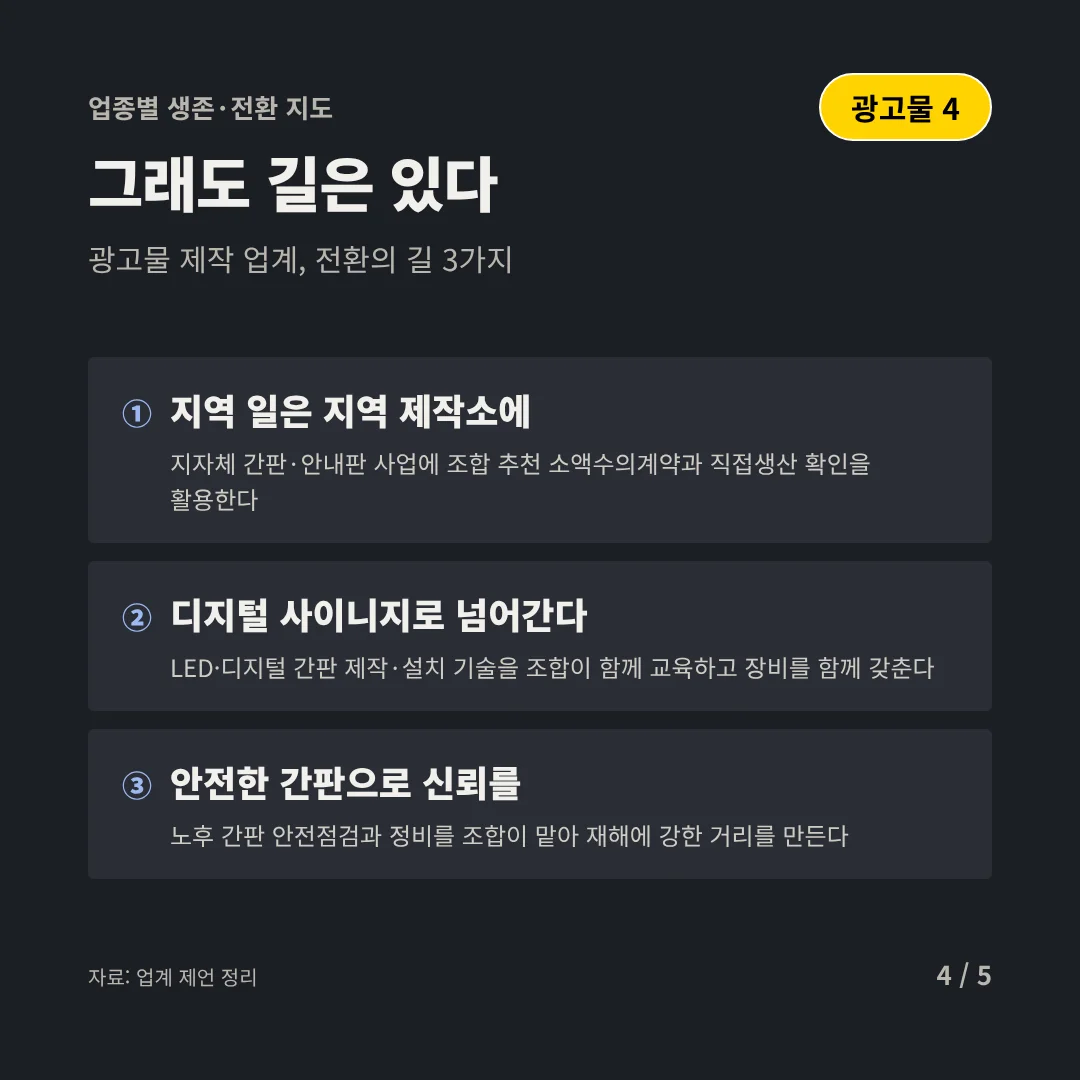 업종별 생존·전환 지도
광고물 4
그래도 길은 있다
광고물 제작 업계, 전환의 길 3가지
① 지역 일은 지역 제작소에
지자체 간판·안내판 사업에 조합 추천 소액수의계약과 직접생산 확인을
활용한다
② 디지털 사이니지로 넘어간다
LED·디지털 간판 제작·설치 기술을 조합이 함께 교육하고 장비를 함께 갖춘다
③ 안전한 간판으로 신뢰를
노후 간판 안전점검과 정비를 조합이 맡아 재해에 강한 거리를 만든다
자료: 업계 제언 정리
4 / 5